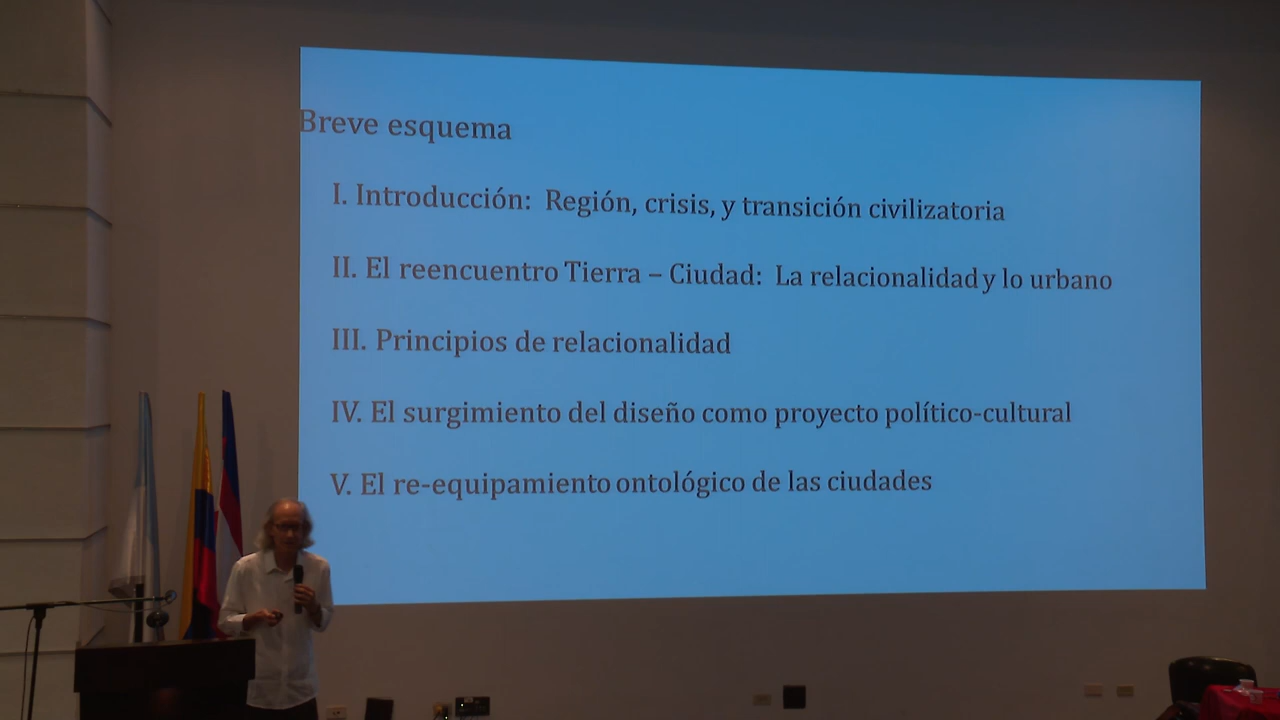 Breve esquema
I. Introducción: Región, crisis, y transición civilizatoria
II. El reencuentro Tierra – Ciudad: La relacionalidad y lo urbano
III. Principios de relacionalidad
IV. El surgimiento del diseño como proyecto político-cultural
V. El re-equipamiento ontológico de las ciudades